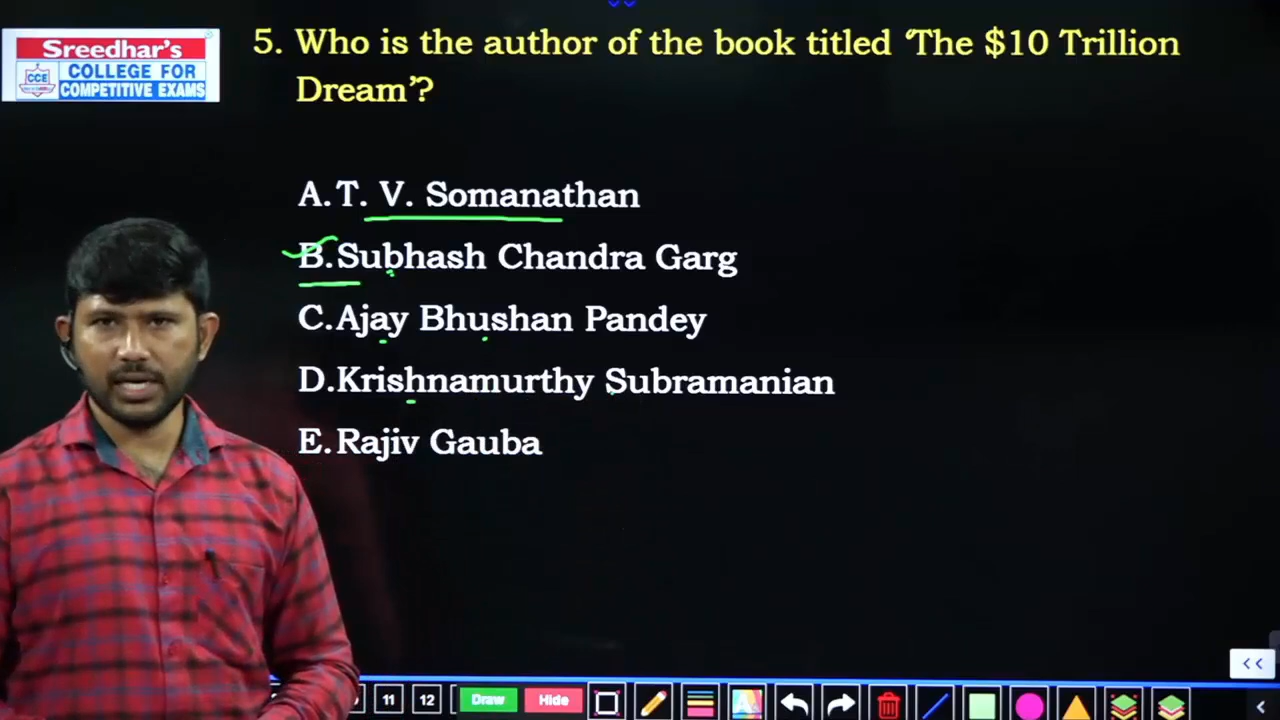 Sreedhar's
CCE
COLLEGE FOR
COMPETITIVE EXAMS
5. Who is the author of the book titled 'The $10 Trillion
Dream'?
A. T. V. Somanathan
B. Subhash Chandra Garg
C. Ajay Bhushan Pandey
D. Krishnamurthy Subramanian
E. Rajiv Gauba
11 12 Draw Hide